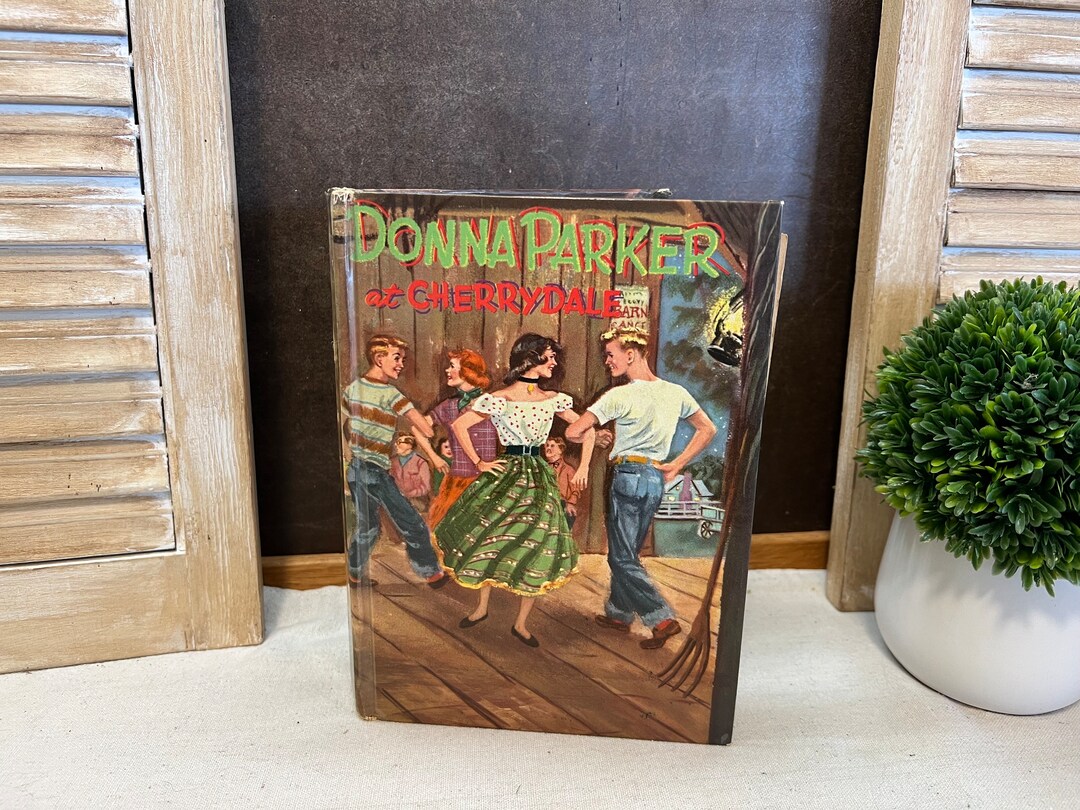 DONNA PARKER
at CHERRYDALE
BARN
DANCE